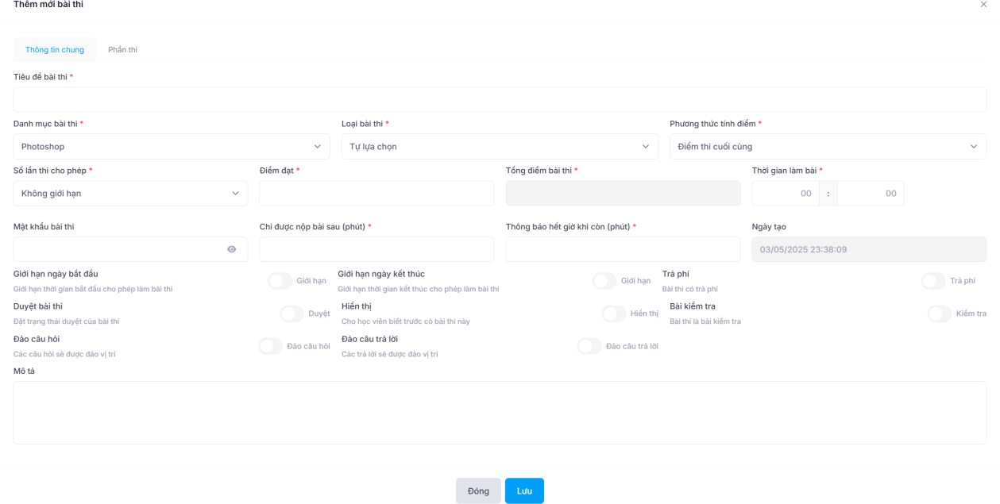 Thêm mới bài thi
Thông tin chung Phần thi
Tiêu đề bài thi *
Danh mục bài thi * Loại bài thi * Phương thức tính điểm *
Photoshop Tự lựa chọn Điểm thi cuối cùng
Số lần thi cho phép * Điểm đạt * Tổng điểm bài thi * Thời gian làm bài *
Không giới hạn 00 : 00
Mật khẩu bài thi Chỉ được nộp bài sau (phút) * Thông báo hết giờ khi còn (phút) * Ngày tạo
03/05/2025 23:38:09
Giới hạn ngày bắt đầu Giới hạn Giới hạn ngày kết thúc Giới hạn Trả phí Trả phí
Giới hạn thời gian bắt đầu cho phép làm bài thi Giới hạn thời gian kết thúc cho phép làm bài thi Bài thi có trả phí
Duyệt bài thi Duyệt Hiển thị Hiển thị Bài kiểm tra Kiểm tra
Đặt trạng thái duyệt của bài thi Cho học viên biết trước có bài thi này Bài thi là bài kiểm tra
Đảo câu hỏi Đảo câu hỏi Đảo câu trả lời Đảo câu trả lời
Các câu hỏi sẽ được đảo vị trí Các trả lời sẽ được đảo vị trí
Mô tả
Đóng Lưu